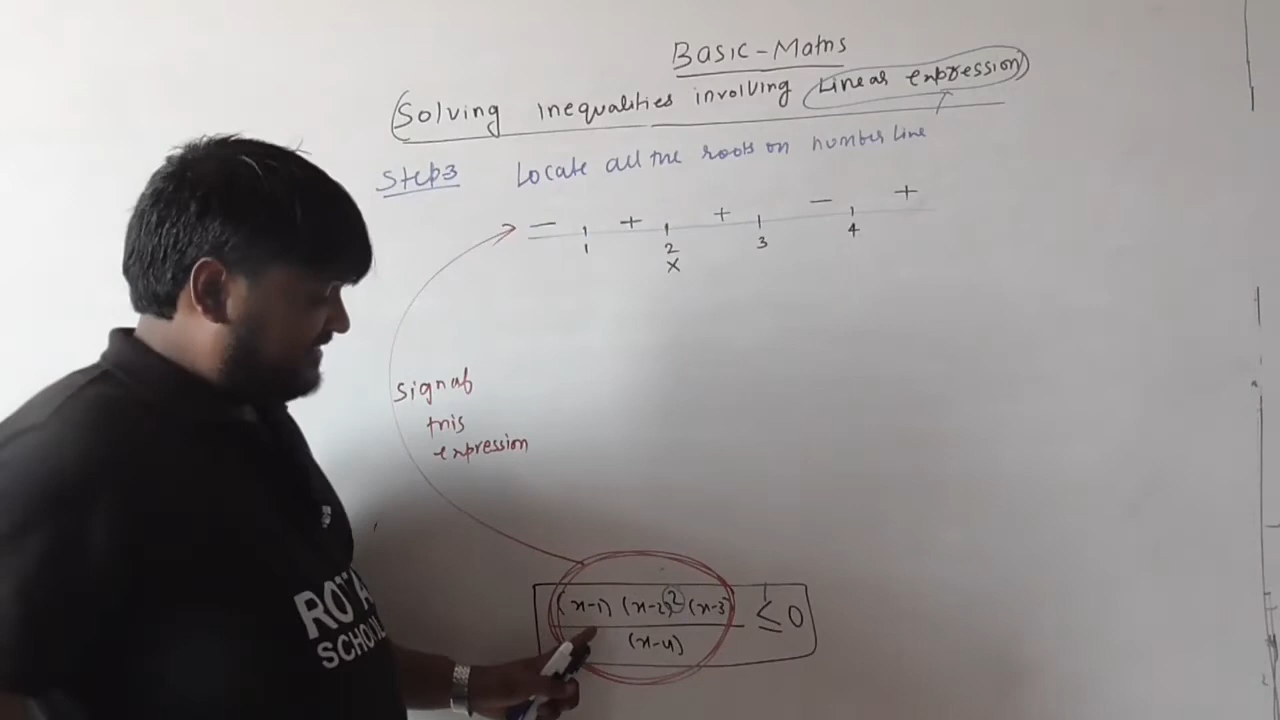 Basic-Maths
(Solving inequalities involving (Linear expression)
Step3 Locate all the roots on number line
- + + - +
1 2 3 4
x
sign of
this
expression
(x-1) (x-2)² (x-3) ≤ 0
(x-4)
RO
SCHOOL